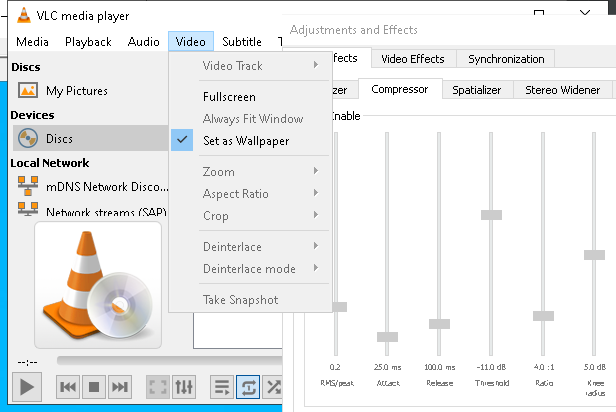 VLC media player
Media Playback Audio Video Subtitle T
Discs
My Pictures
Devices
Discs
Local Network
mDNS Network Disco...
Network streams (SAP)
--:--
Video Track
Fullscreen
Always Fit Window
Set as Wallpaper
Zoom
Aspect Ratio
Crop
Deinterlace
Deinterlace mode
Take Snapshot
Adjustments and Effects
ffects Video Effects Synchronization
zer Compressor Spatializer Stereo Widener
Enable
0.2 25.0 ms 100.0 ms -11.0 dB 4.0 :1 5.0 dB
RMS/peak Attack Release Threshold Ratio Knee
radius